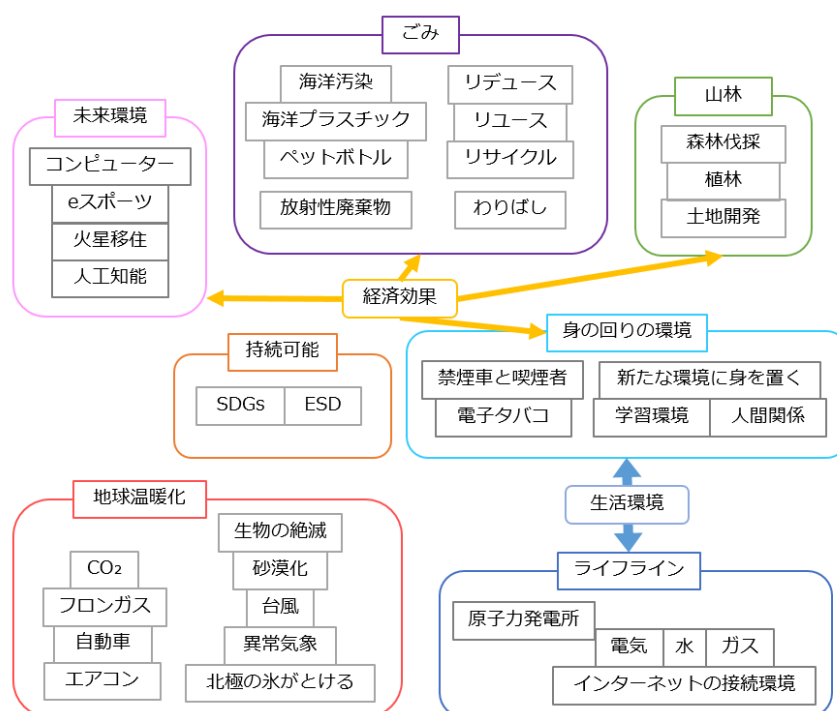 ごみ
海洋汚染
海洋プラスチック
ペットボトル
放射性廃棄物
リデュース
リユース
リサイクル
わりばし
未来環境
コンピューター
eスポーツ
火星移住
人工知能
山林
森林伐採
植林
土地開発
経済効果
持続可能
SDGs
ESD
身の回りの環境
禁煙車と喫煙者
電子タバコ
新たな環境に身を置く
学習環境
人間関係
生活環境
地球温暖化
CO₂
フロンガス
自動車
エアコン
生物の絶滅
砂漠化
台風
異常気象
北極の氷がとける
ライフライン
原子力発電所
電気
水
ガス
インターネットの接続環境